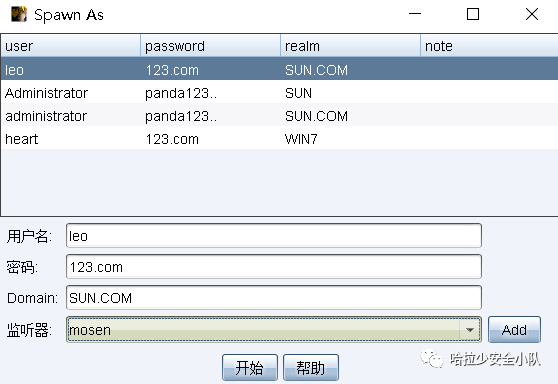 Spawn As
user password realm note
leo 123.com SUN.COM
Administrator panda123.. SUN
administrator panda123.. SUN.COM
heart 123.com WIN7
用户名: leo
密码: 123.com
Domain: SUN.COM
监听器: mosen Add
开始 帮助
哈拉少安全小队